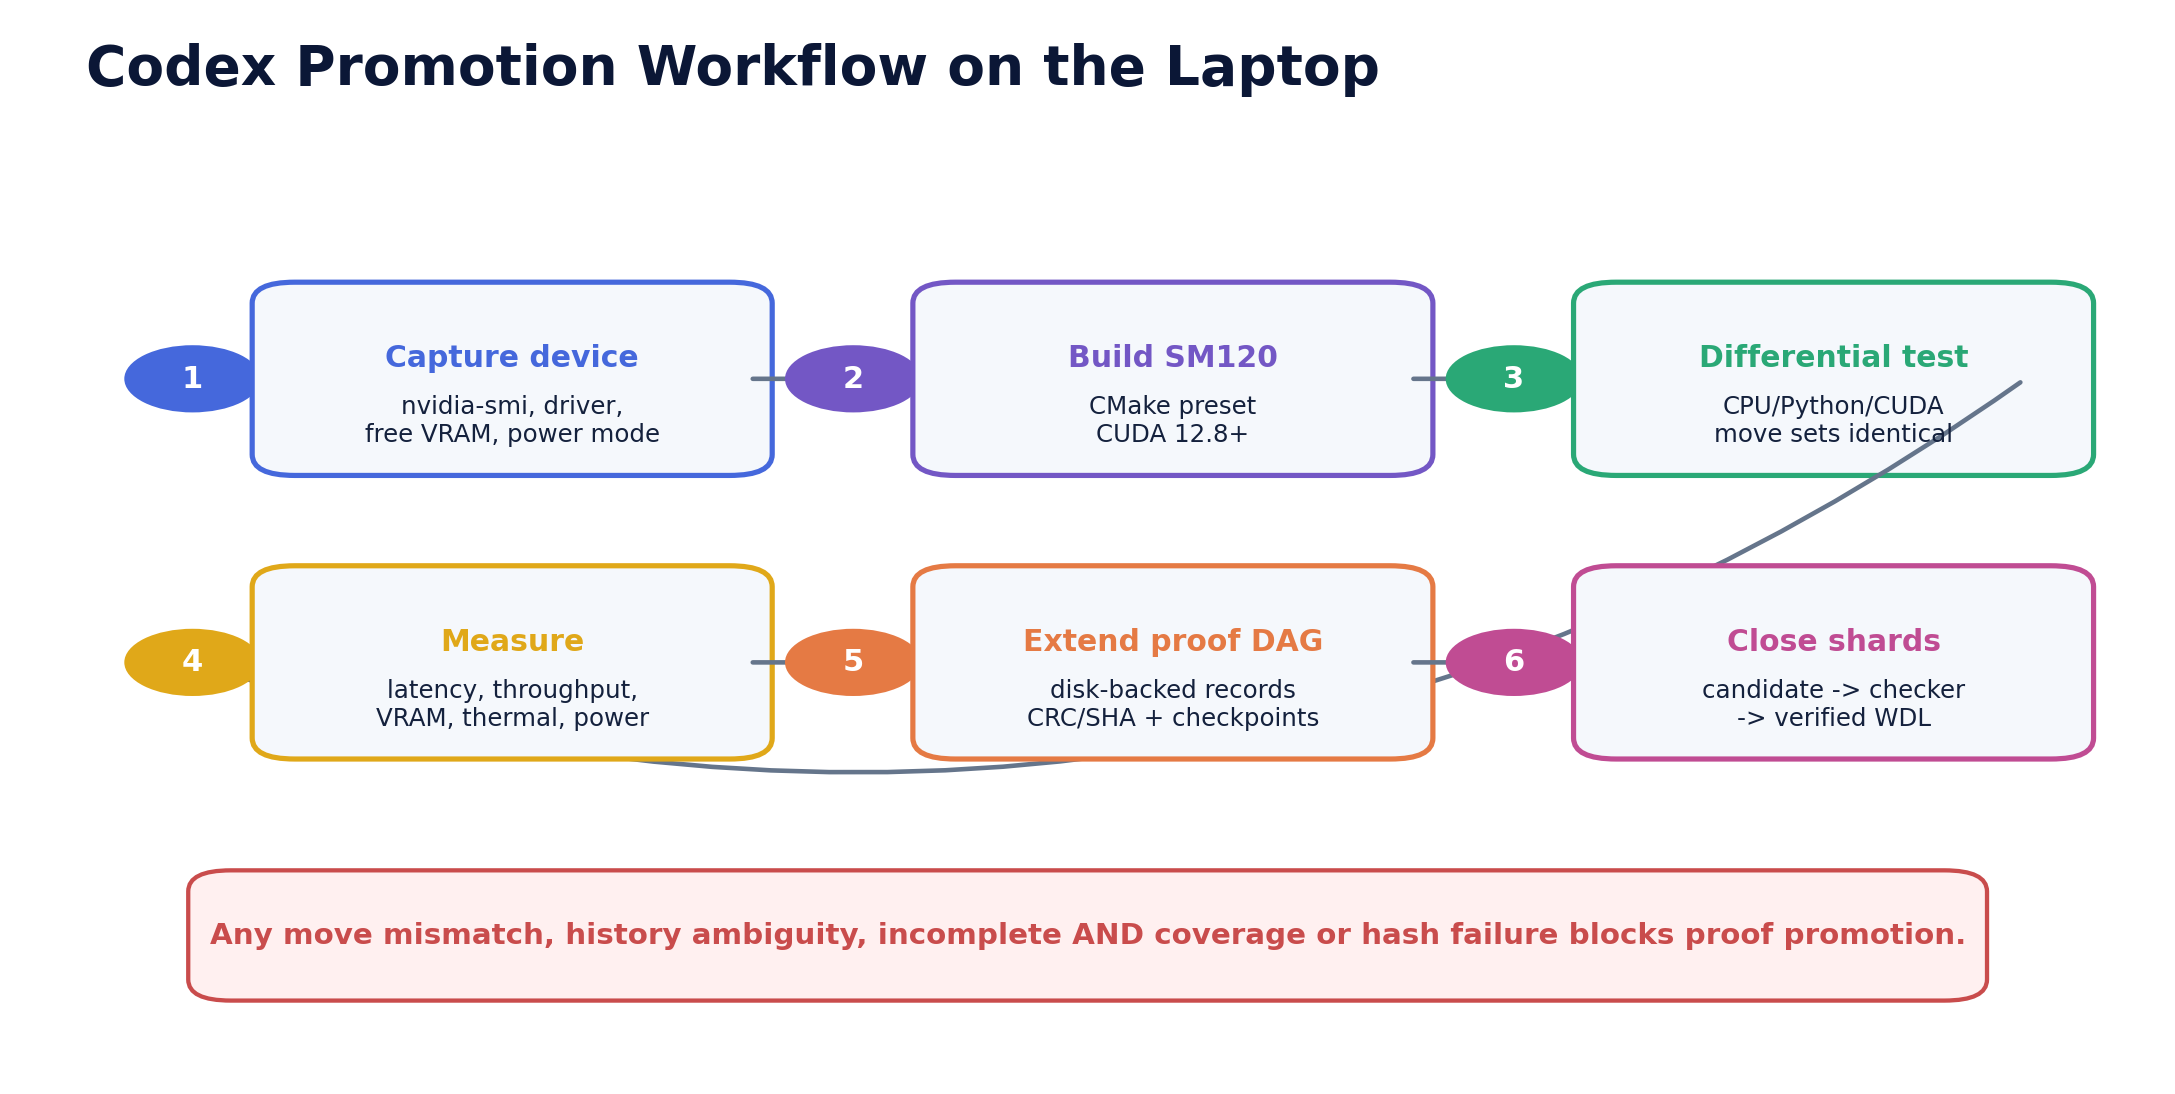 Codex Promotion Workflow on the Laptop
1
Capture device
nvidia-smi, driver,
free VRAM, power mode
2
Build SM120
CMake preset
CUDA 12.8+
3
Differential test
CPU/Python/CUDA
move sets identical
4
Measure
latency, throughput,
VRAM, thermal, power
5
Extend proof DAG
disk-backed records
CRC/SHA + checkpoints
6
Close shards
candidate -> checker
-> verified WDL
Any move mismatch, history ambiguity, incomplete AND coverage or hash failure blocks proof promotion.